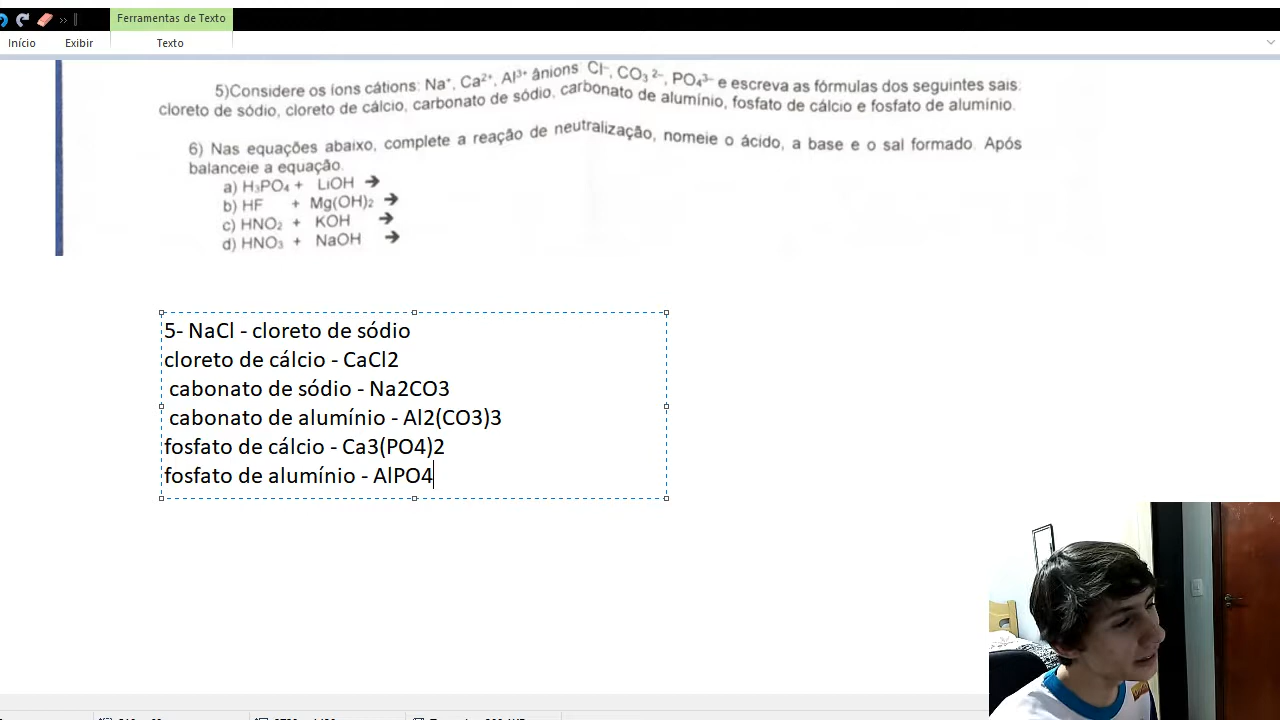 Ferramentas de Texto
Início Exibir Texto
5)Considere os íons cátions: Na⁺, Ca²⁺, Al³⁺ ânions: Cl⁻, CO₃ ²⁻, PO₄³⁻ e escreva as fórmulas dos seguintes sais:
cloreto de sódio, cloreto de cálcio, carbonato de sódio, carbonato de alumínio, fosfato de cálcio e fosfato de alumínio.
6) Nas equações abaixo, complete a reação de neutralização, nomeie o ácido, a base e o sal formado. Após
balanceie a equação.
a) H₃PO₄ + LiOH ➔
b) HF + Mg(OH)₂ ➔
c) HNO₂ + KOH ➔
d) HNO₃ + NaOH ➔
5- NaCl - cloreto de sódio
cloreto de cálcio - CaCl2
cabonato de sódio - Na2CO3
cabonato de alumínio - Al2(CO3)3
fosfato de cálcio - Ca3(PO4)2
fosfato de alumínio - AlPO4